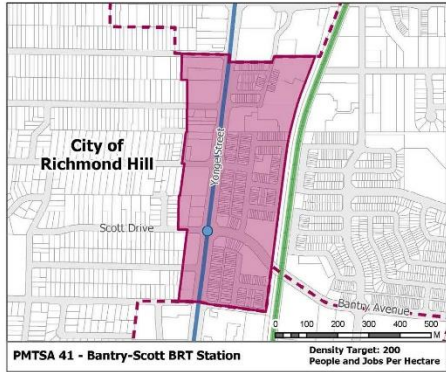 City of
Richmond Hill
Yonge Street
Scott Drive
Bantry Avenue
0 100 200 300 400 500
M
PMTSA 41 - Bantry-Scott BRT Station
Density Target: 200
People and Jobs Per Hectare